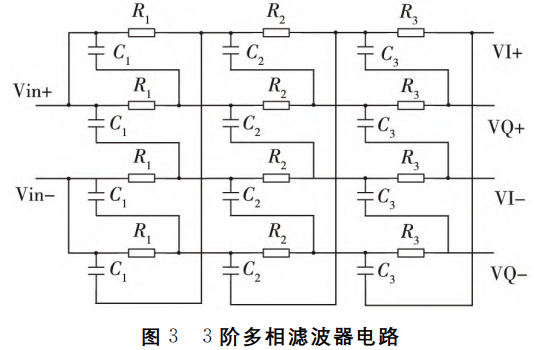 R1 R2 R3
C1 C2 C3 VI+
Vin+ R1 R2 R3
C1 C2 C3 VQ+
R1 R2 R3
Vin− C1 C2 C3 VI−
R1 R2 R3
C1 C2 C3 VQ−
图 3 3 阶多相滤波器电路